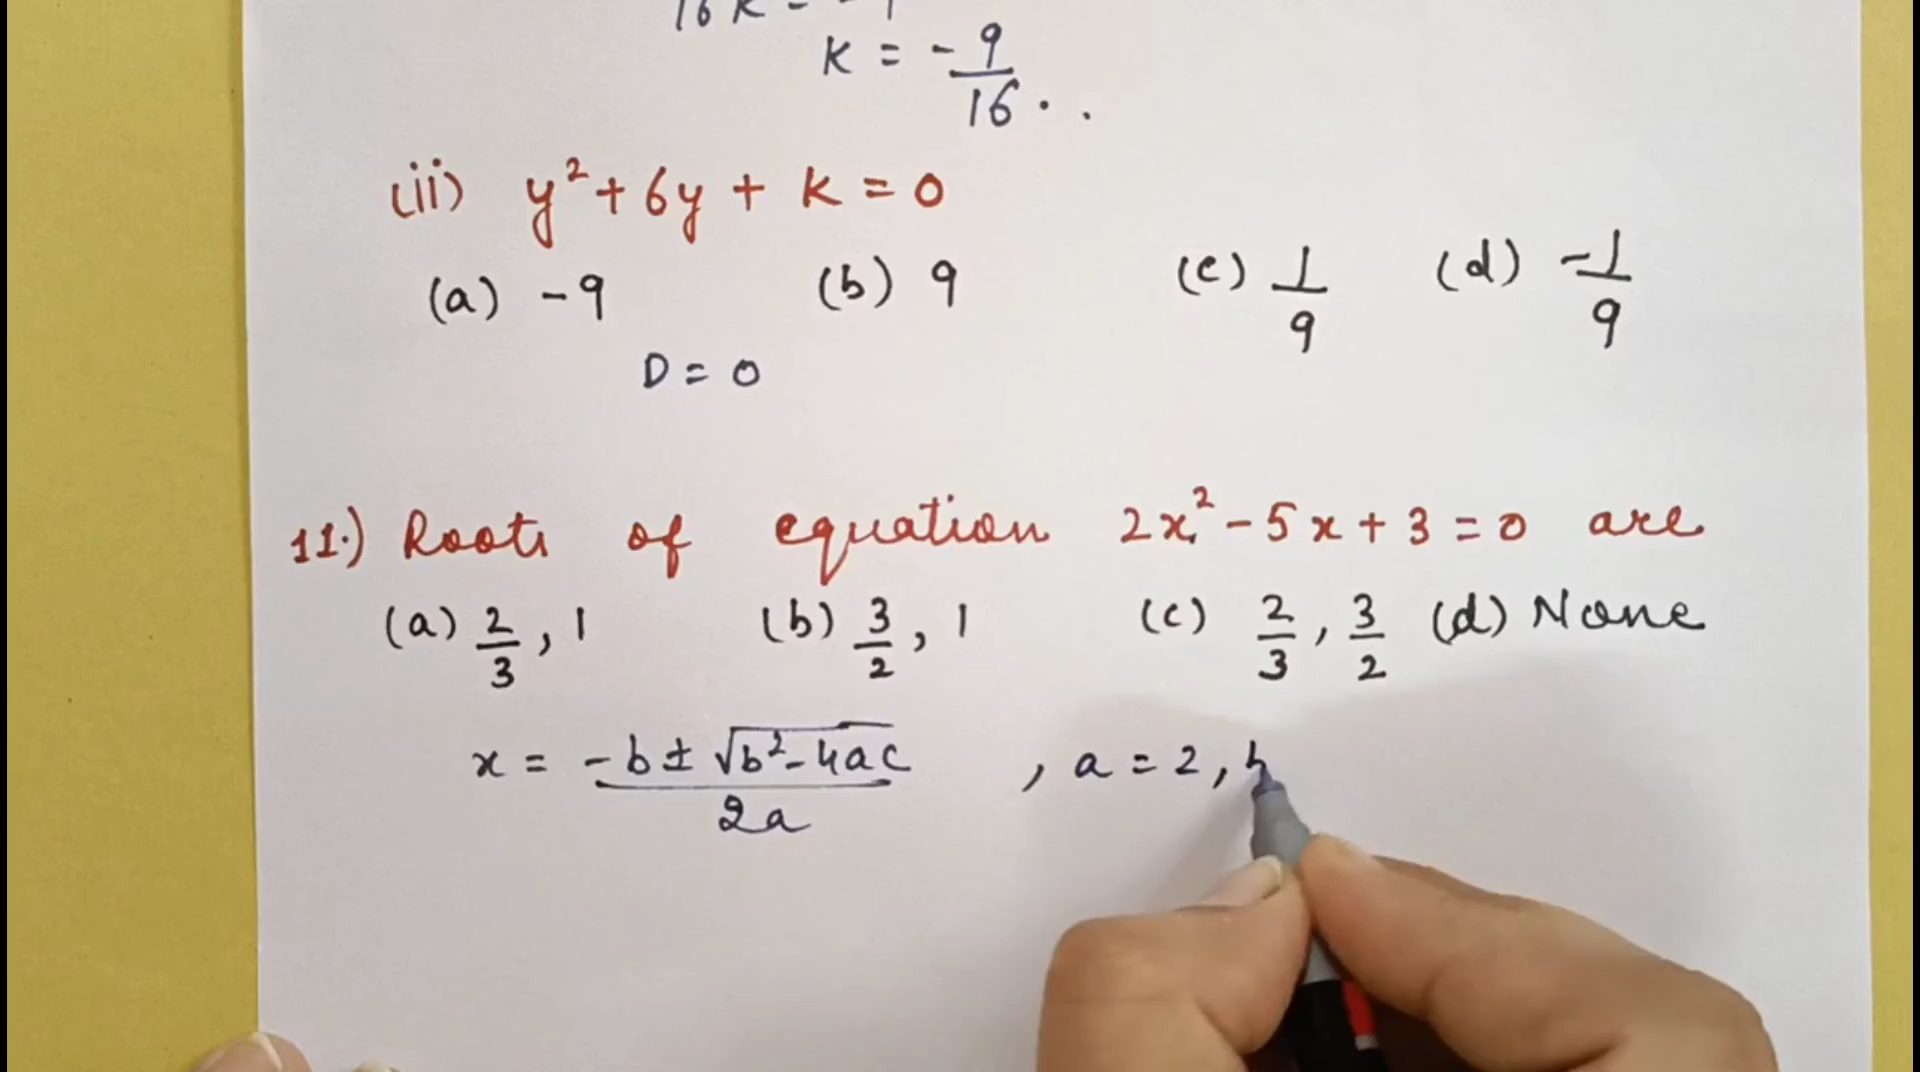 K = -9/16 . .
(ii) y² + 6y + K = 0
(a) -9 (b) 9 (c) 1/9 (d) -1/9
D = 0
11.) Roots of equation 2x² - 5x + 3 = 0 are
(a) 2/3 , 1 (b) 3/2 , 1 (c) 2/3 , 3/2 (d) None
x = -b ± √b² - 4ac / 2a , a = 2 , b